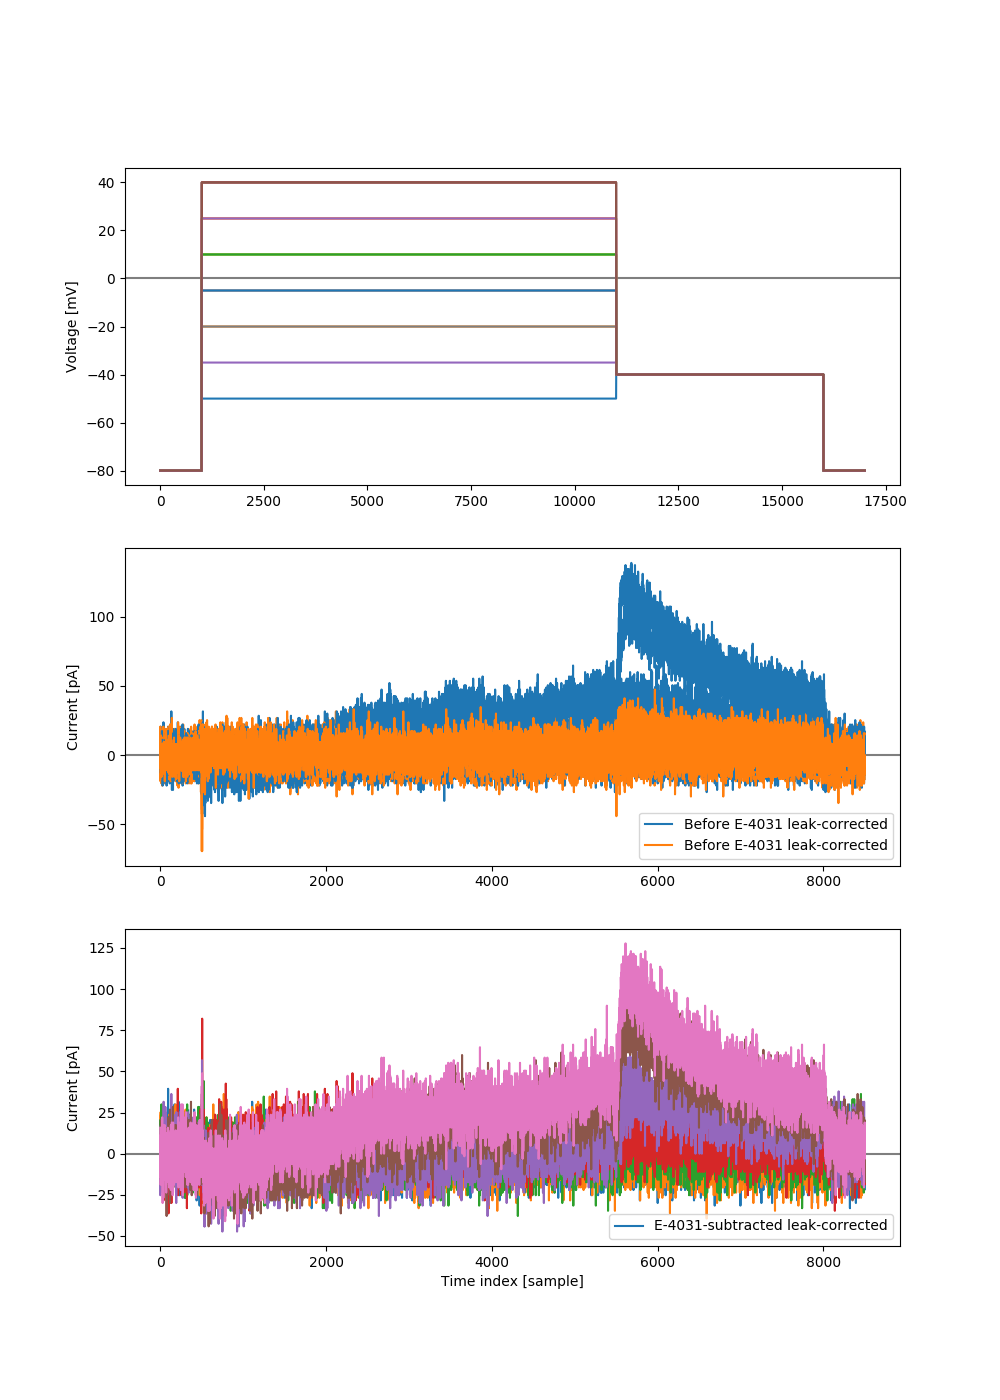 40
20
0
−20
−40
−60
−80
Voltage [mV]
0 2500 5000 7500 10000 12500 15000 17500
100
50
0
−50
Current [pA]
Before E-4031 leak-corrected
Before E-4031 leak-corrected
0 2000 4000 6000 8000
125
100
75
50
25
0
−25
−50
Current [pA]
E-4031-subtracted leak-corrected
0 2000 4000 6000 8000
Time index [sample]